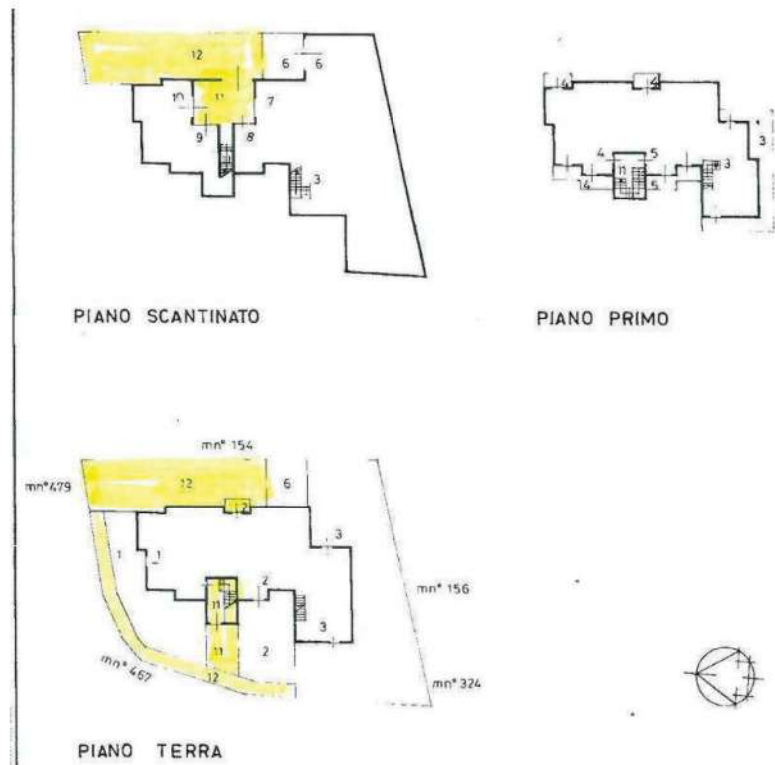 12
6 6
10 11 7
9 8
3
PIANO SCANTINATO
4 4
3
4 5 3
11
14 5
PIANO PRIMO
mn° 154
mn° 479
12 6
2
3
1 1
2
11
mn° 156
3
11 2
mn° 467
12
mn° 324
PIANO TERRA